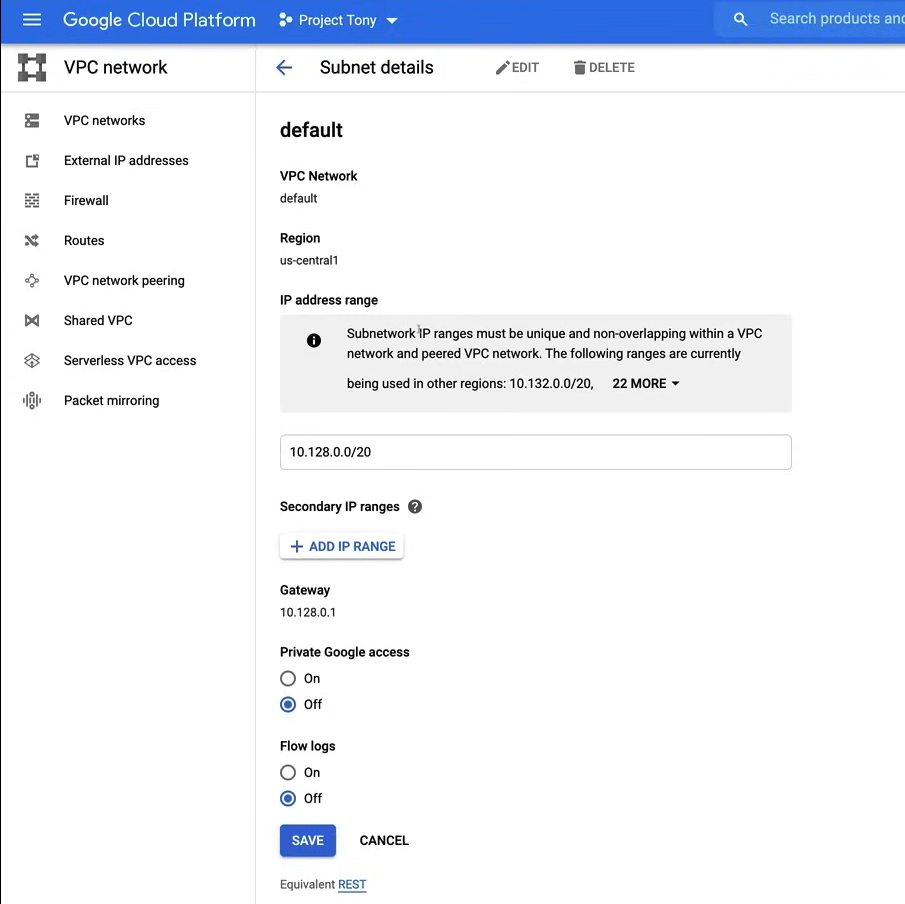 Google Cloud Platform
Project Tony
Search products and
VPC network
Subnet details
EDIT
DELETE
VPC networks
External IP addresses
Firewall
Routes
VPC network peering
Shared VPC
Serverless VPC access
Packet mirroring
default
VPC Network
default
Region
us-central1
IP address range
Subnetwork IP ranges must be unique and non-overlapping within a VPC
network and peered VPC network. The following ranges are currently
being used in other regions: 10.132.0.0/20, 22 MORE
10.128.0.0/20
Secondary IP ranges ?
+ ADD IP RANGE
Gateway
10.128.0.1
Private Google access
On
Off
Flow logs
On
Off
SAVE
CANCEL
Equivalent REST